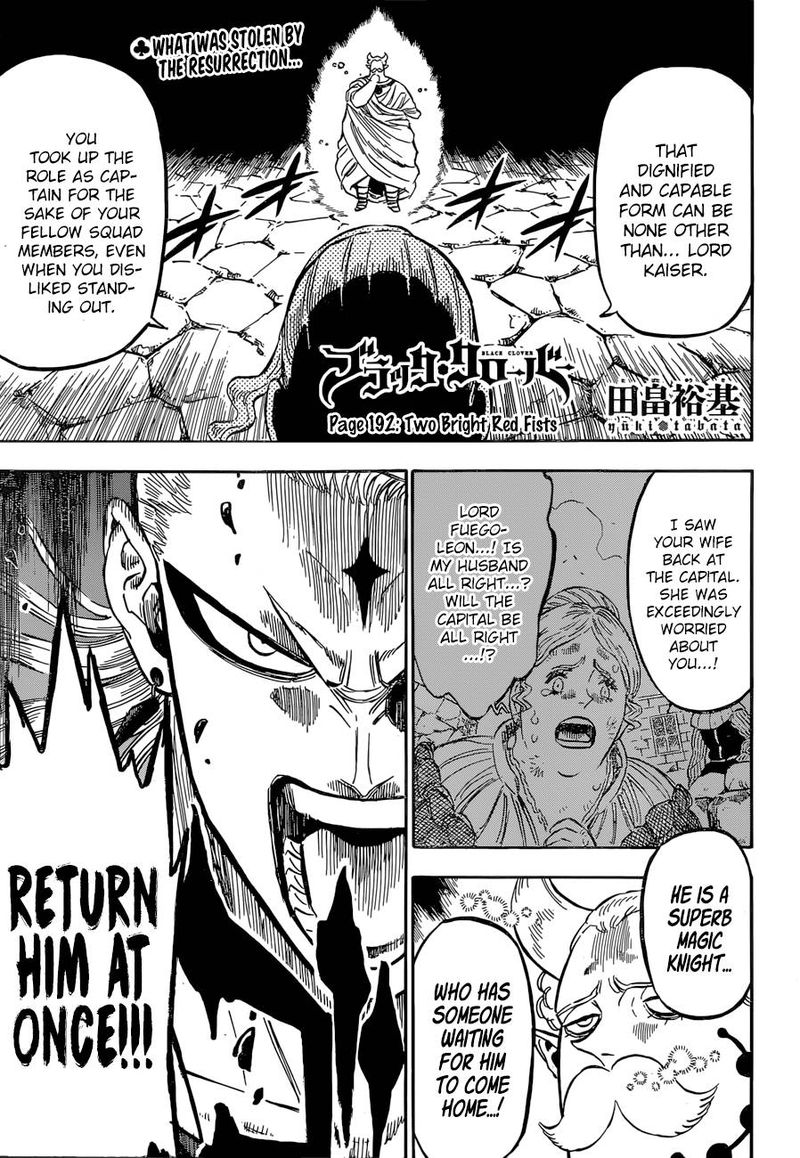 ♣WHAT WAS STOLEN BY
THE RESURRECTION...
THAT
DIGNIFIED
AND CAPABLE
FORM CAN BE
NONE OTHER
THAN... LORD
KAISER.
YOU
TOOK UP THE
ROLE AS CAP-
TAIN FOR THE
SAKE OF YOUR
FELLOW SQUAD
MEMBERS, EVEN
WHEN YOU DIS-
LIKED STAND-
ING OUT.
BLACK CLOVER
ブラック・クローバー
Page 192: Two Bright Red Fists
田畠裕基
yūki tabata
I SAW
YOUR WIFE
BACK AT
THE CAPITAL.
SHE WAS
EXCEEDINGLY
WORRIED
ABOUT
YOU...!
LORD
FUEGO-
LEON...! IS
MY HUSBAND
ALL RIGHT...?
WILL THE
CAPITAL BE
ALL RIGHT
...!?
HE IS A
SUPERB
MAGIC
KNIGHT...
WHO HAS
SOMEONE
WAITING
FOR HIM
TO COME
HOME...!
RETURN
HIM AT
ONCE!!!